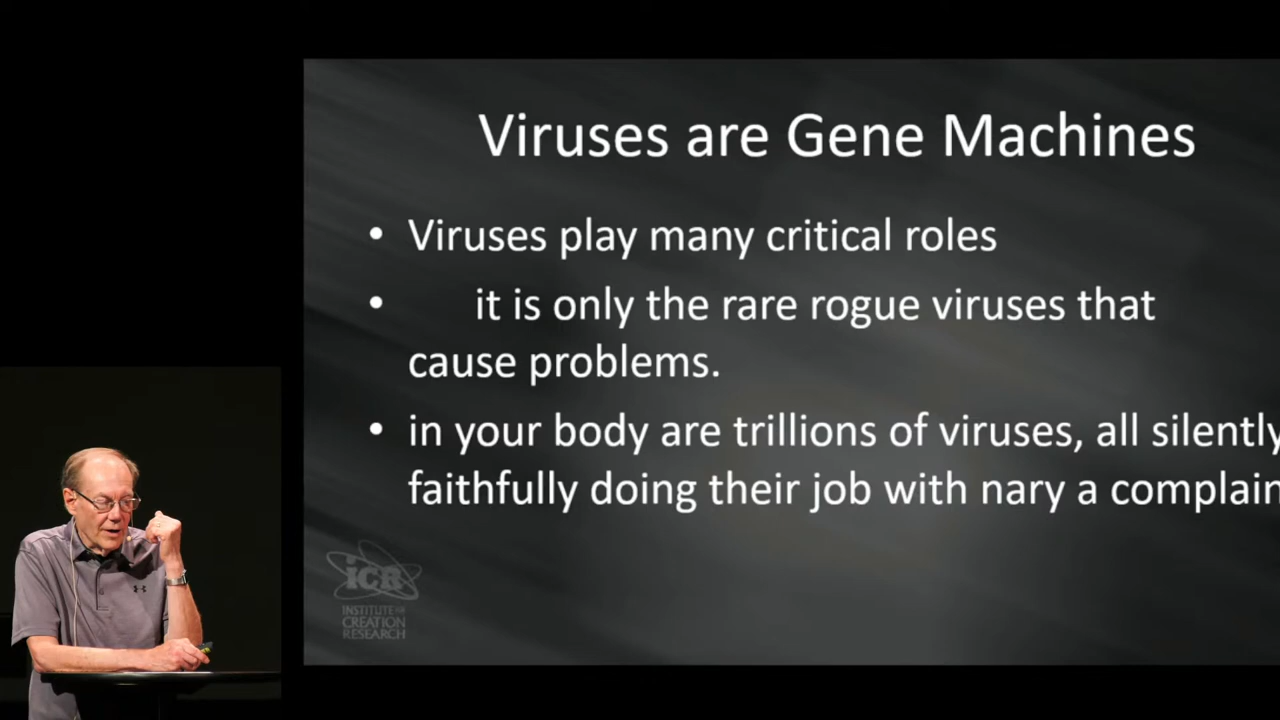 Viruses are Gene Machines
• Viruses play many critical roles
• it is only the rare rogue viruses that
cause problems.
• in your body are trillions of viruses, all silently
faithfully doing their job with nary a complain
iCR
INSTITUTE FOR
CREATION
RESEARCH